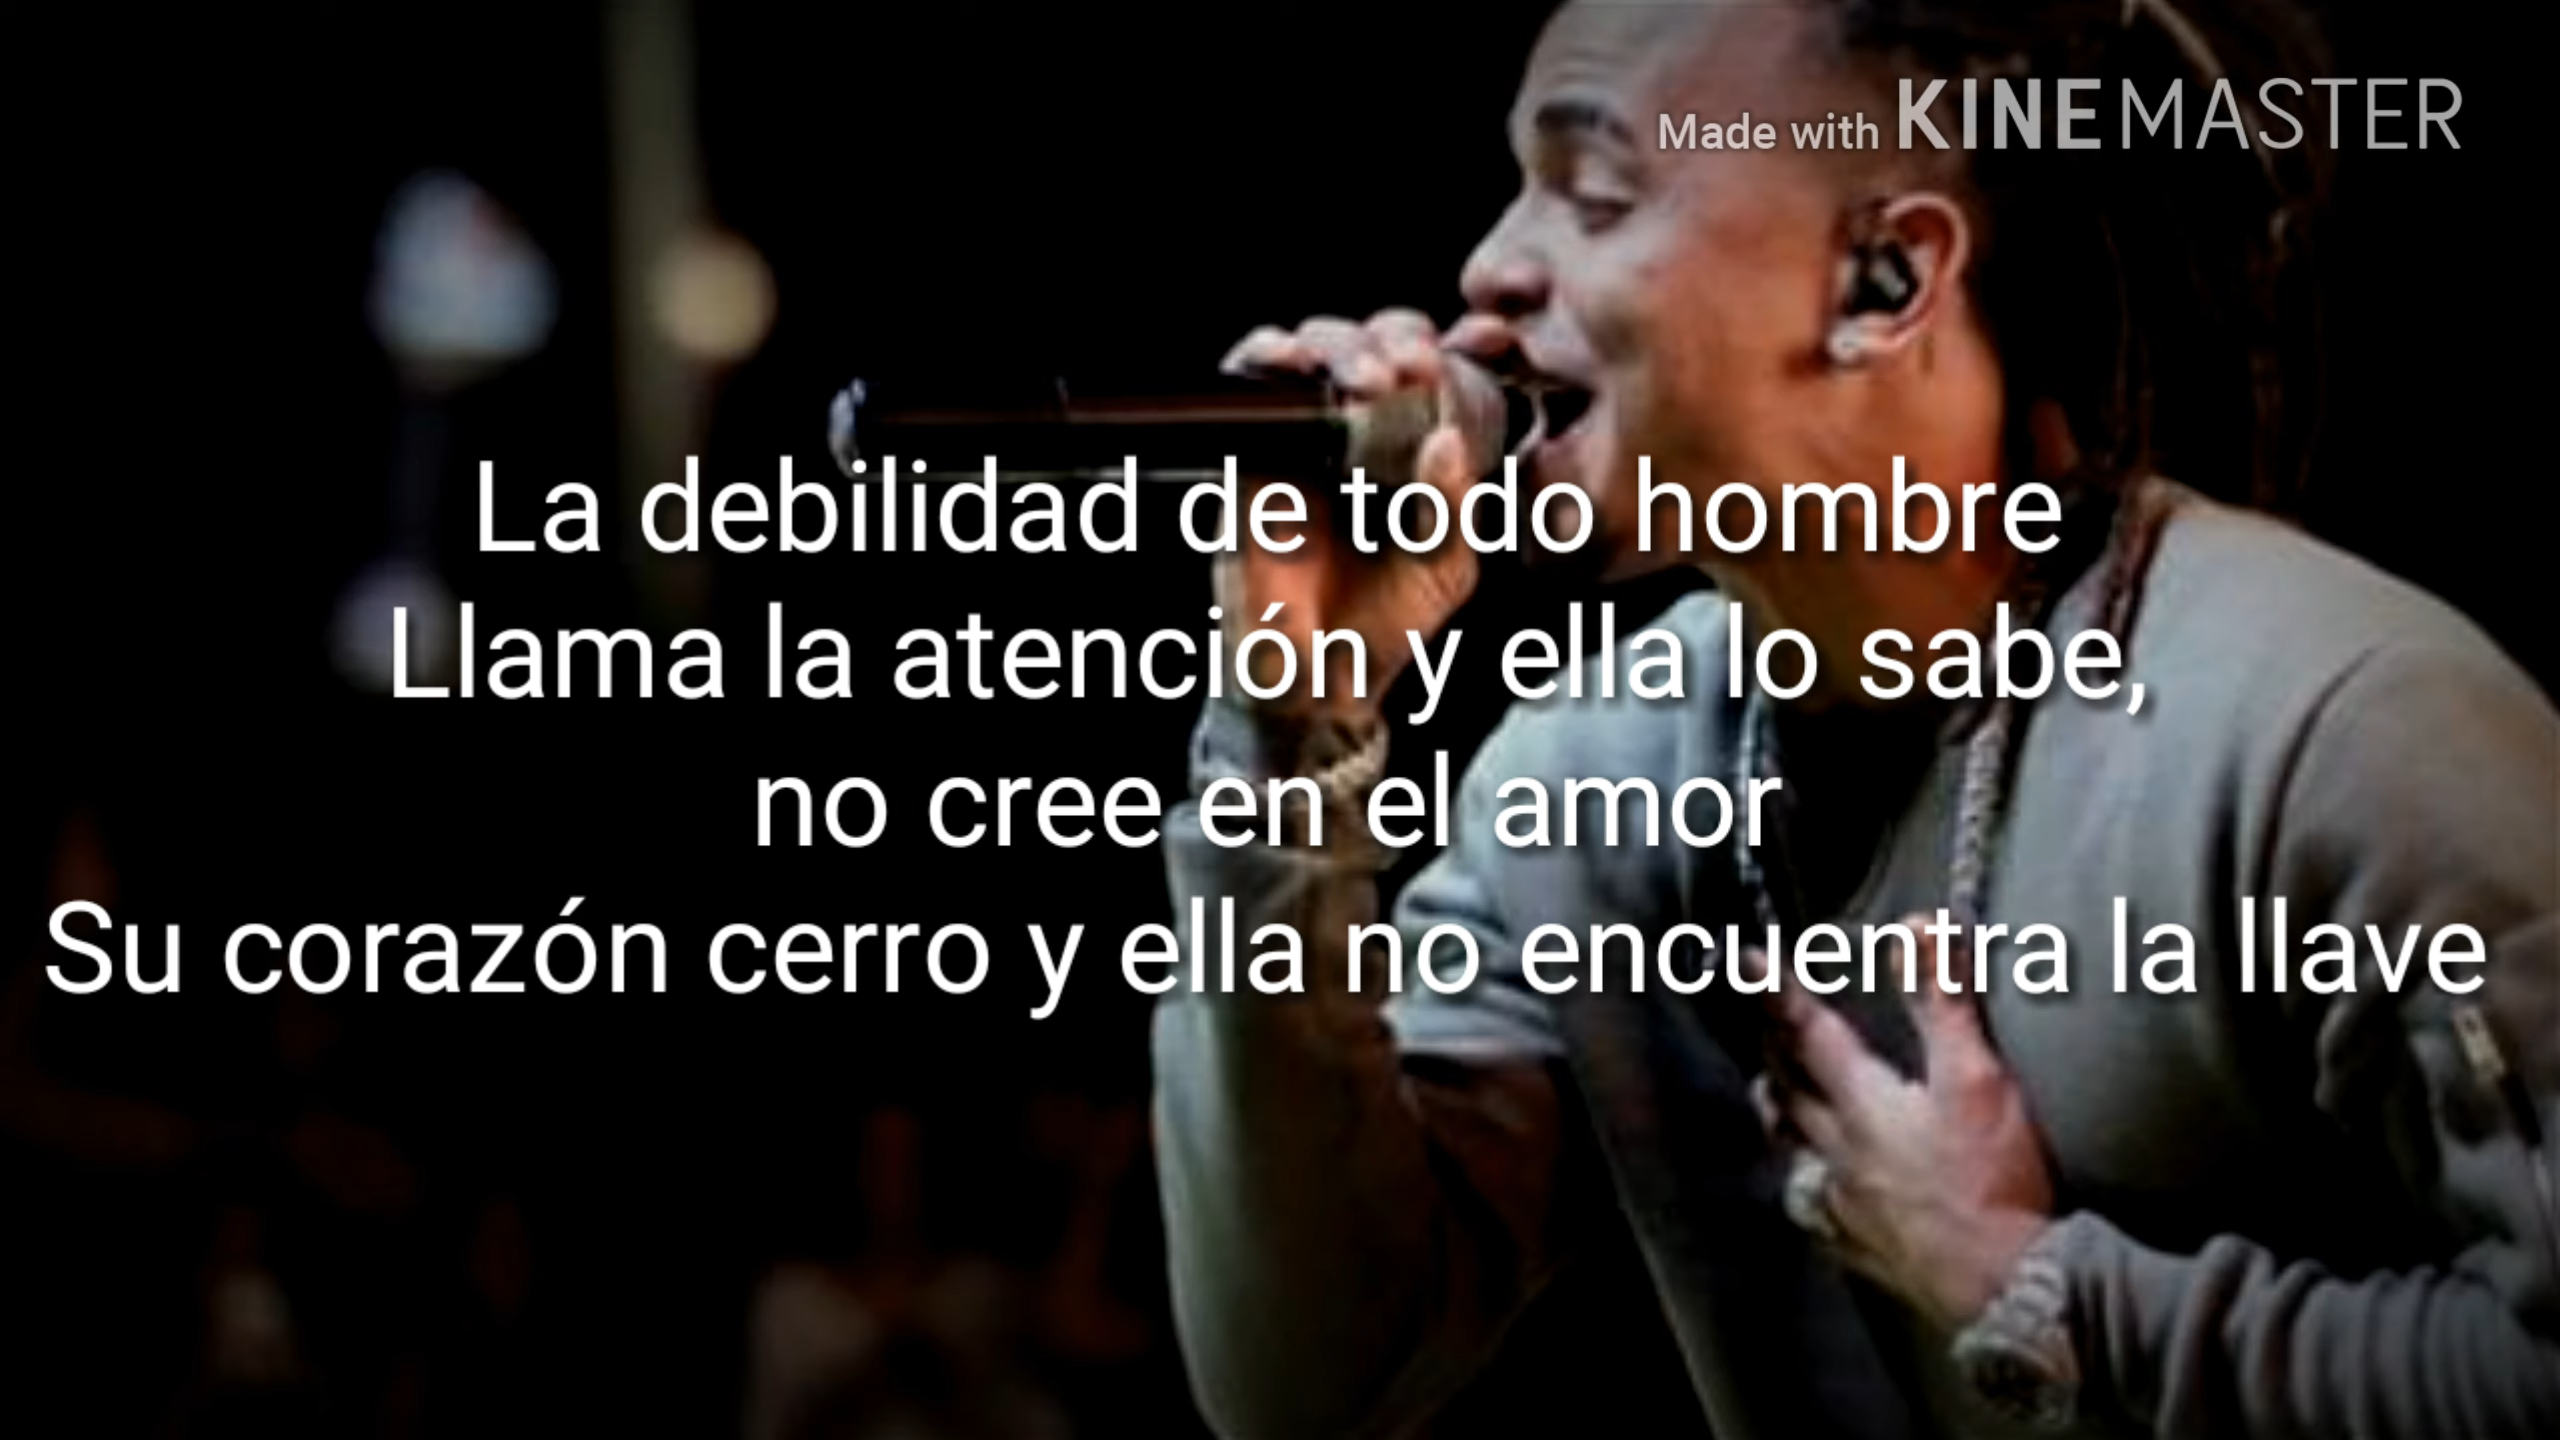 Made with KINEMASTER
La debilidad de todo hombre
Llama la atención y ella lo sabe,
no cree en el amor
Su corazón cerro y ella no encuentra la llave